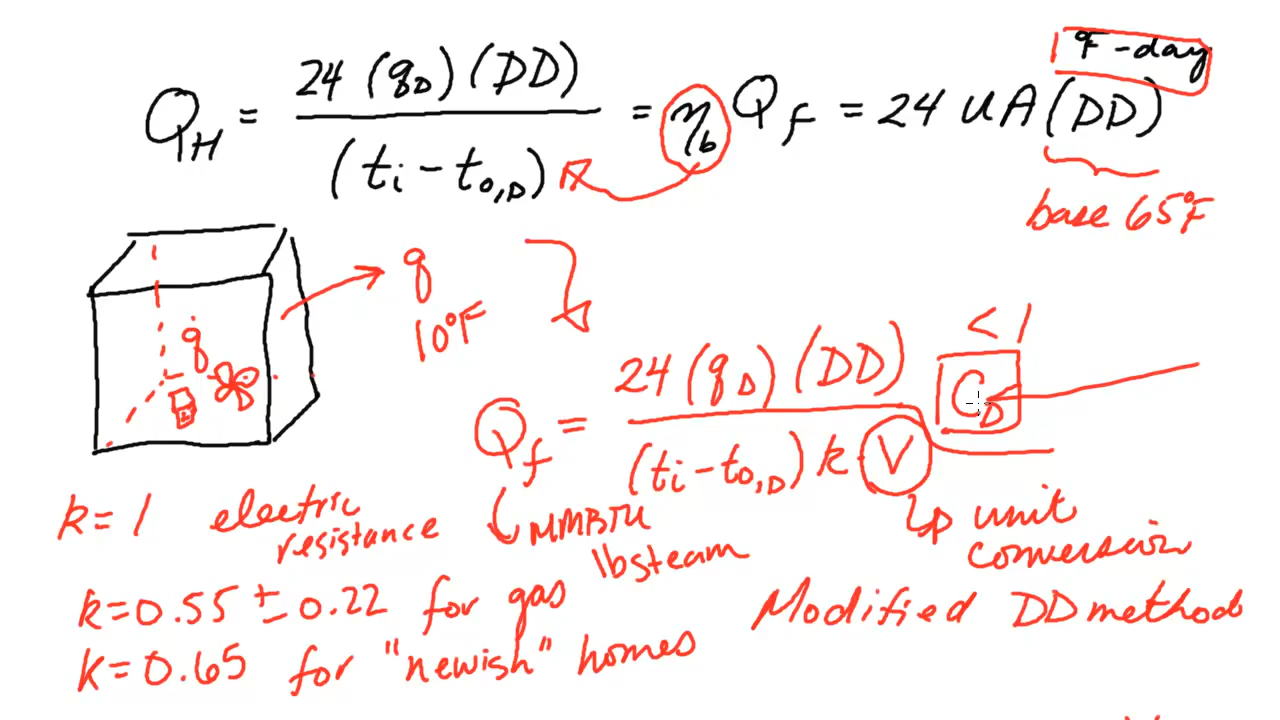 °F-day
Q_H = 24 (q_D) (DD) / (t_i - t_{o,D}) = η_b Q_f = 24 UA (DD)
base 65°F
q
10°F
q
< 1
Q_f = 24 (q_D) (DD) / (t_i - t_{o,D}) k V C_D
k = 1 electric resistance
MMBTU
lbsteam
unit
conversion
k = 0.55 ± 0.22 for gas
Modified DD method
k = 0.65 for "newish" homes